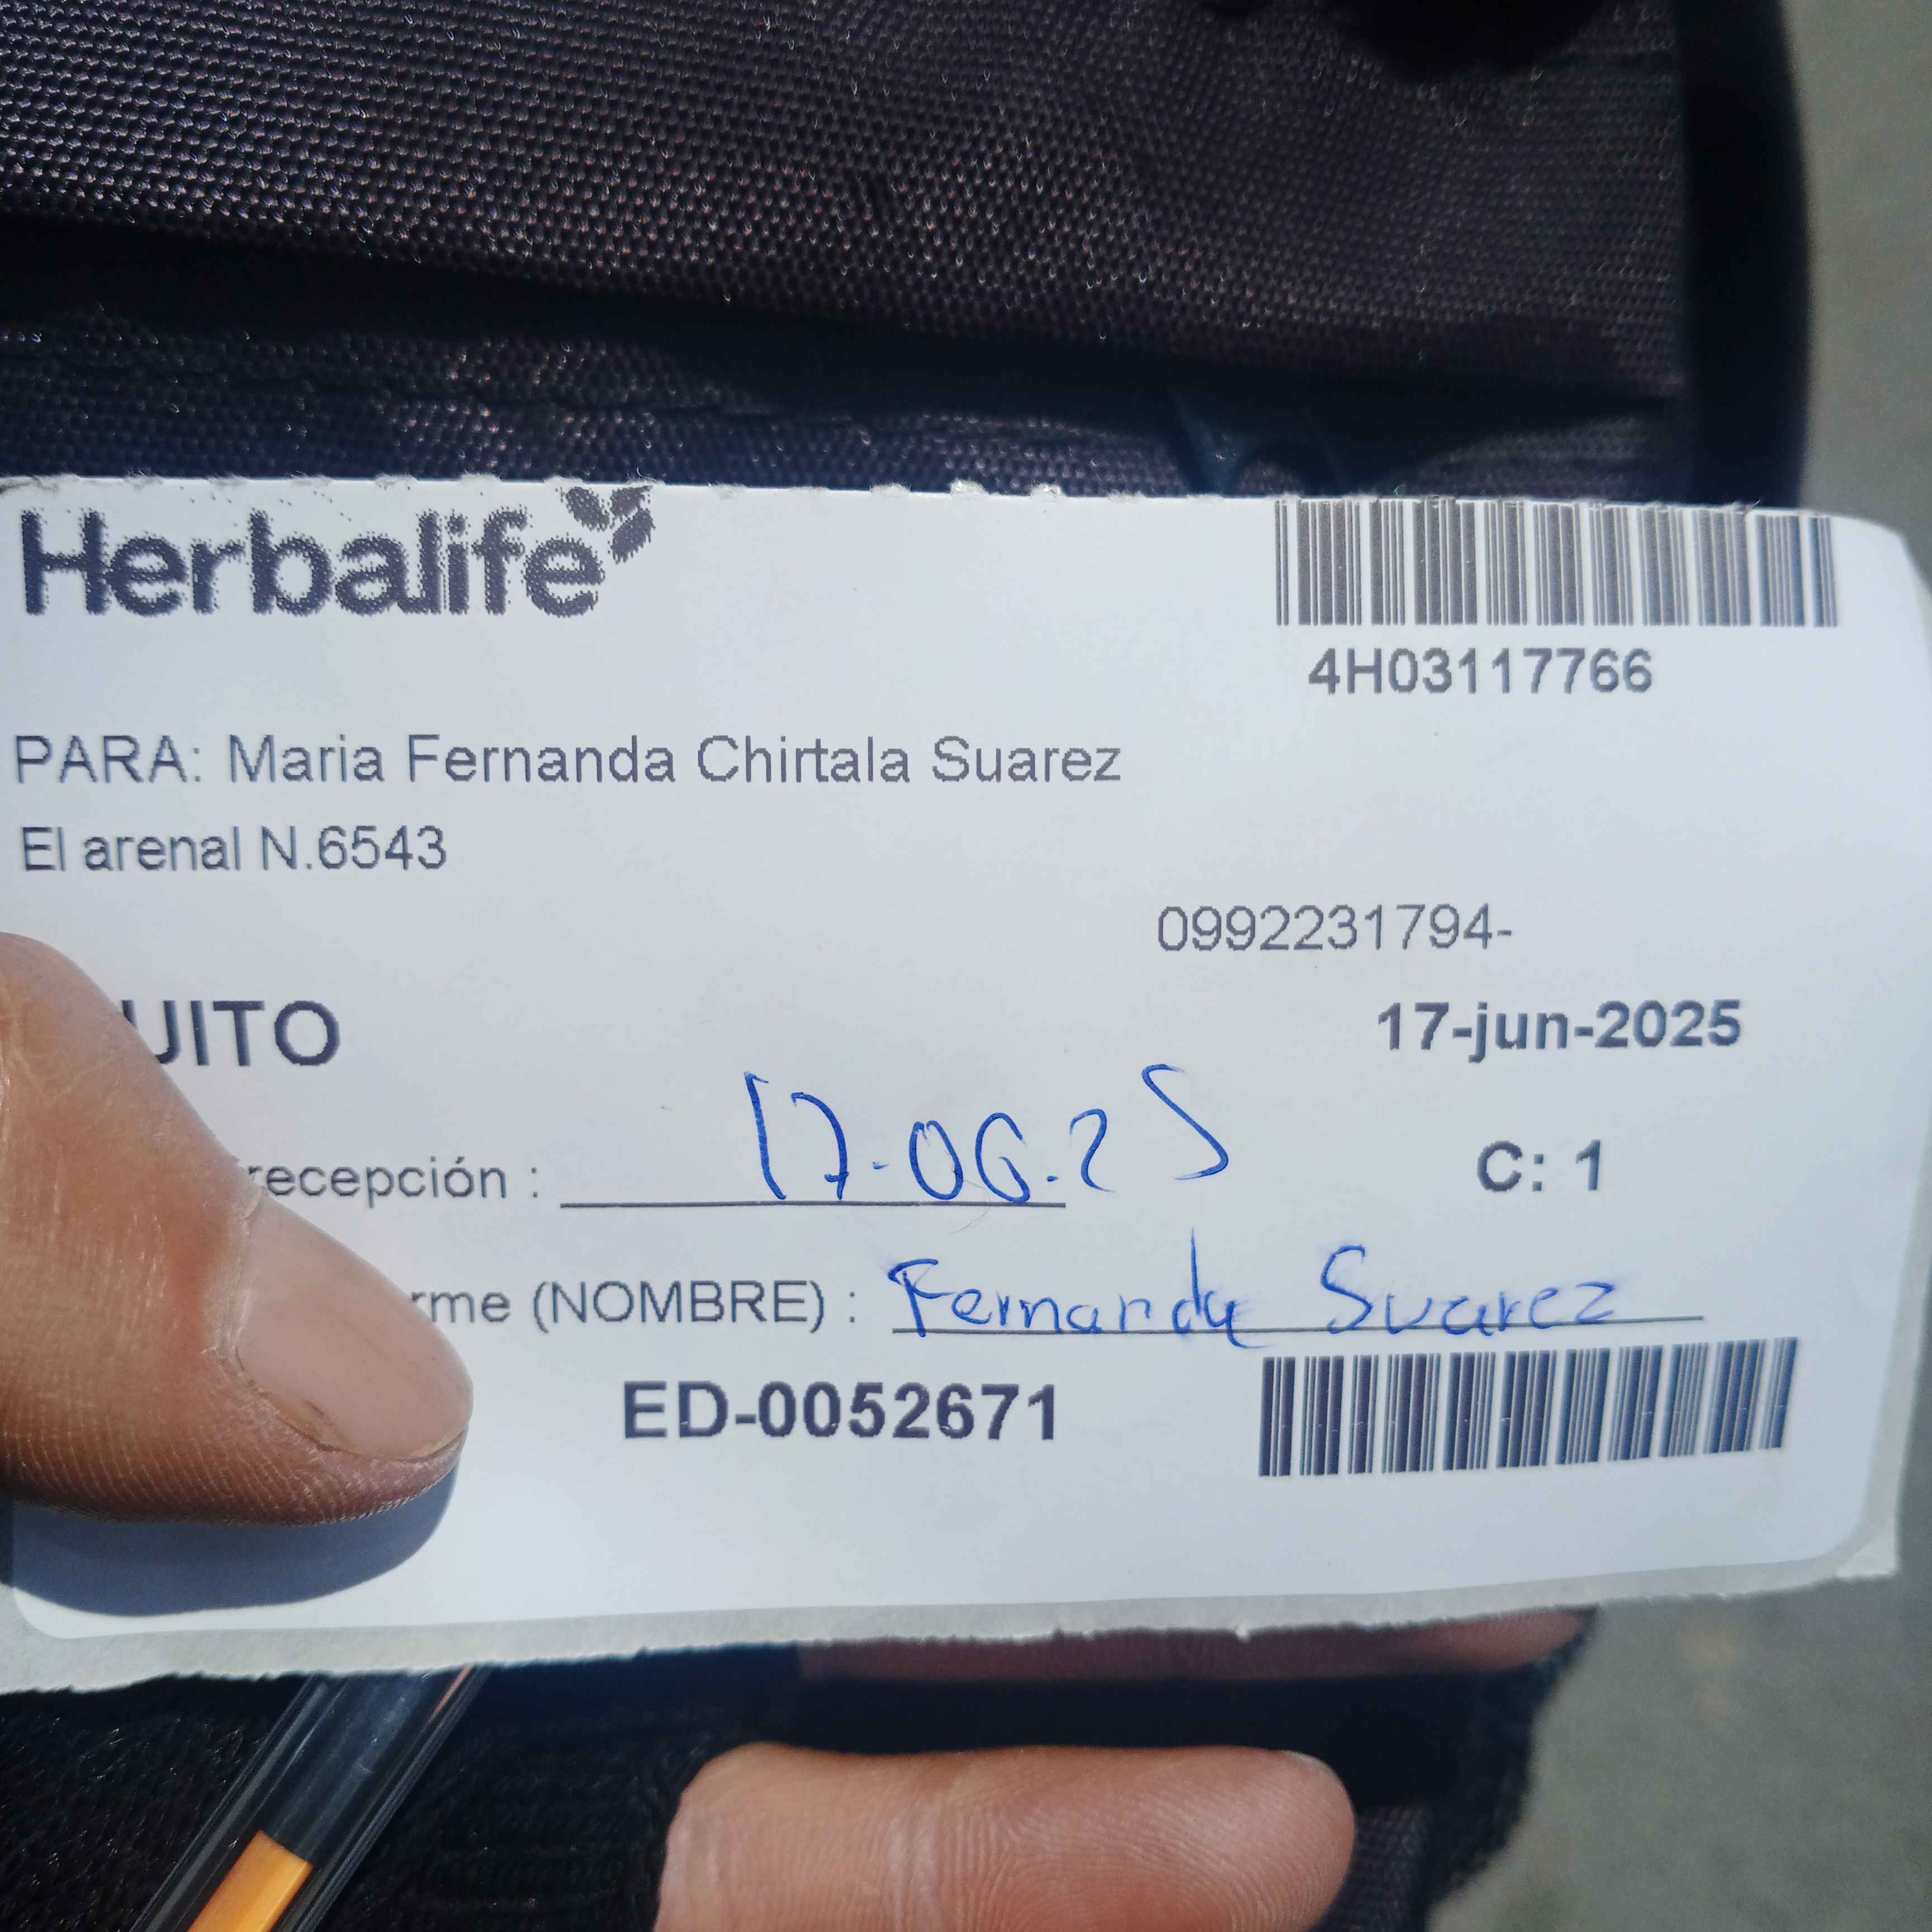 Herbalife
4H03117766
PARA: Maria Fernanda Chirtala Suarez
El arenal N.6543
0992231794-
UITO
17-jun-2025
recepción : 17-06-25
C: 1
rme (NOMBRE) : Fernanda Suarez
ED-0052671